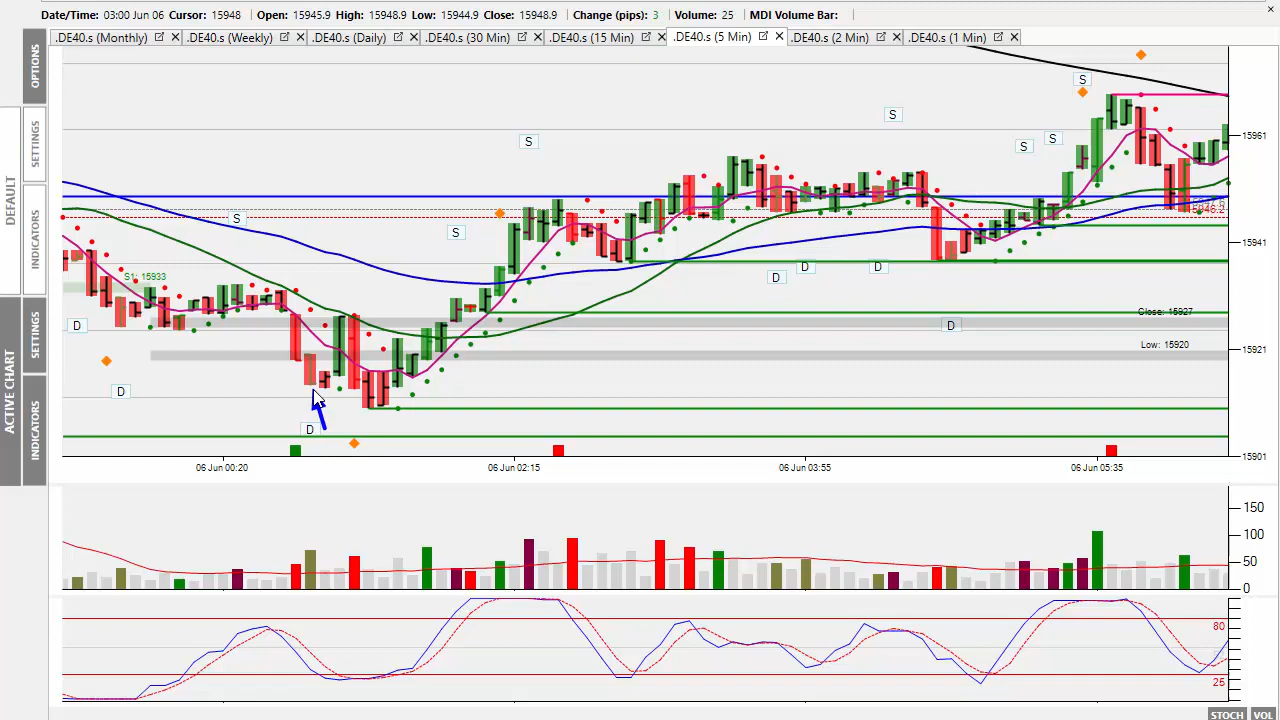 Date/Time: 03:00 Jun 06 Cursor: 15948 Open: 15945.9 High: 15948.9 Low: 15944.9 Close: 15948.9 Change (pips): 3 Volume: 25 MDI Volume Bar:
.DE40.s (Monthly) .DE40.s (Weekly) .DE40.s (Daily) .DE40.s (30 Min) .DE40.s (15 Min) .DE40.s (5 Min) .DE40.s (2 Min) .DE40.s (1 Min)
OPTIONS
SETTINGS
INDICATORS
DEFAULT
SETTINGS
INDICATORS
ACTIVE CHART
S
S
S
S
S
S
S
S1: 15933
D
D
D
D
D
D
D
Close: 15927
Low: 15920
15961
15941
15921
15901
06 Jun 00:20
06 Jun 02:15
06 Jun 03:55
06 Jun 05:35
150
100
50
0
80
25
STOCH VOL